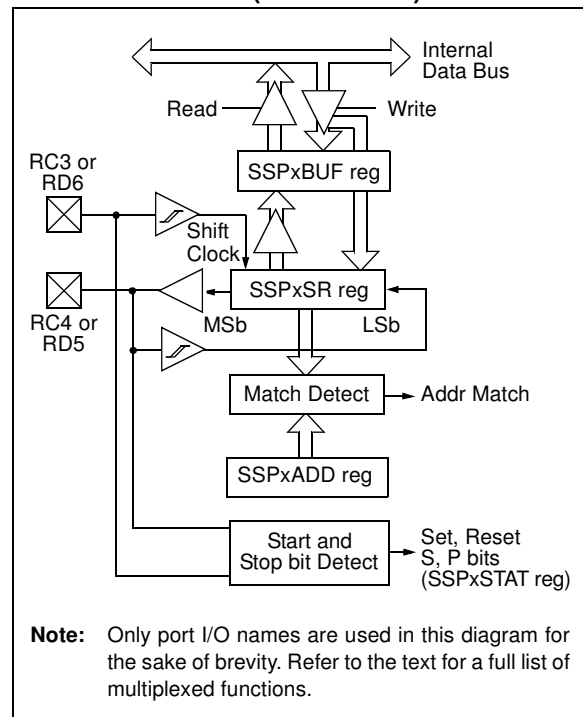 Internal
Data Bus
Read
Write
RC3 or
RD6
SSPxBUF reg
Shift
Clock
SSPxSR reg
MSb
LSb
RC4 or
RD5
Match Detect
Addr Match
SSPxADD reg
Start and
Stop bit Detect
Set, Reset
S, P bits
(SSPxSTAT reg)
Note: Only port I/O names are used in this diagram for
the sake of brevity. Refer to the text for a full list of
multiplexed functions.